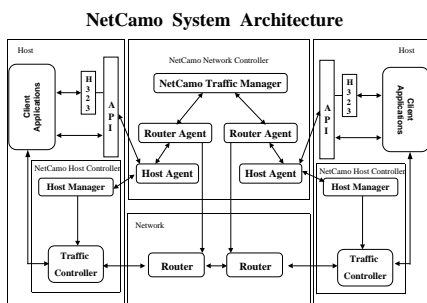 NetCamo System Architecture
Host
NetCamo Network Controller
Host
Client
Applications
H
3
2
3
A
P
I
NetCamo Traffic Manager
Router Agent
Router Agent
Host Agent
Host Agent
A
P
I
H
3
2
3
Client
Applications
NetCamo Host Controller
Host Manager
Traffic
Controller
NetCamo Host Controller
Host Manager
Traffic
Controller
Network
Router
Router